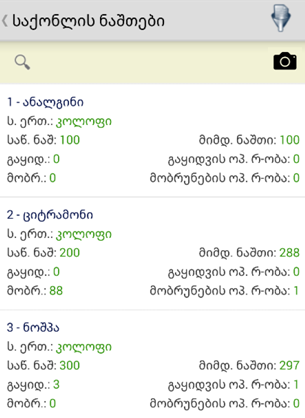 საქონლის ნაშთები
1 - ანალგინი
ს. ერთ.: კოლოფი
საწ. ნაშ: 100 მიმდ. ნაშთი: 100
გაყიდ.: 0 გაყიდვის ოპ. რ-ობა: 0
მობრ.: 0 მობრუნების ოპ. რ-ობა: 0
2 - ციტრამონი
ს. ერთ.: კოლოფი
საწ. ნაშ: 200 მიმდ. ნაშთი: 288
გაყიდ.: 0 გაყიდვის ოპ. რ-ობა: 0
მობრ.: 88 მობრუნების ოპ. რ-ობა: 1
3 - ნოშპა
ს. ერთ.: კოლოფი
საწ. ნაშ: 300 მიმდ. ნაშთი: 297
გაყიდ.: 3 გაყიდვის ოპ. რ-ობა: 1
მობრ.: 0 მობრუნების ოპ. რ-ობა: 0